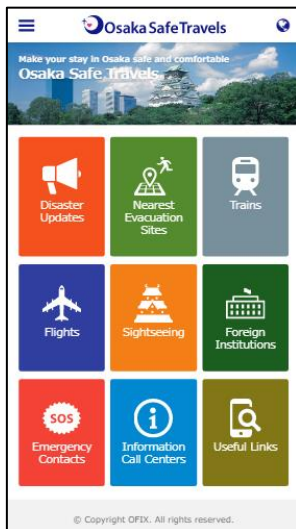 Osaka Safe Travels
Make your stay in Osaka safe and comfortable
Osaka Safe Travels
Disaster
Updates
Nearest
Evacuation
Sites
Trains
Flights
Sightseeing
Foreign
Institutions
SOS
Emergency
Contacts
Information
Call Centers
Useful Links
© Copyright OFIX. All rights reserved.